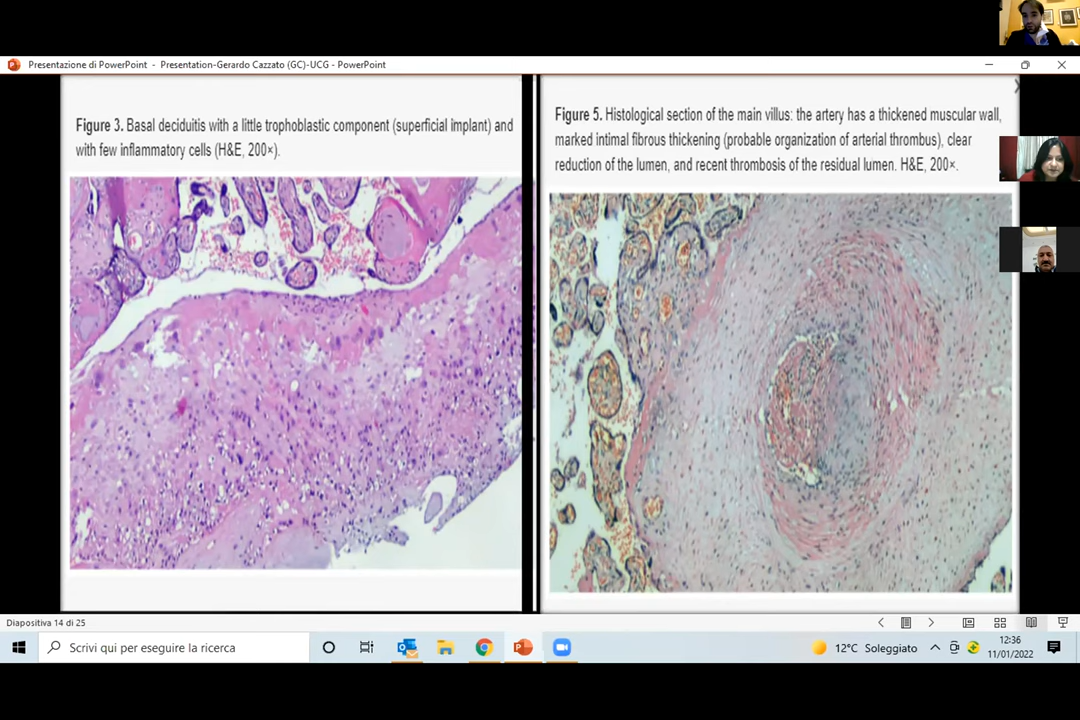 Presentazione di PowerPoint - Presentation-Gerardo Cazzato (GC)-UCG - PowerPoint
Figure 3. Basal deciduitis with a little trophoblastic component (superficial implant) and
with few inflammatory cells (H&E, 200×).
Figure 5. Histological section of the main villus: the artery has a thickened muscular wall,
marked intimal fibrous thickening (probable organization of arterial thrombus), clear
reduction of the lumen, and recent thrombosis of the residual lumen. H&E, 200×.
Diapositiva 14 di 25
Scrivi qui per eseguire la ricerca
12°C Soleggiato
12:36
11/01/2022